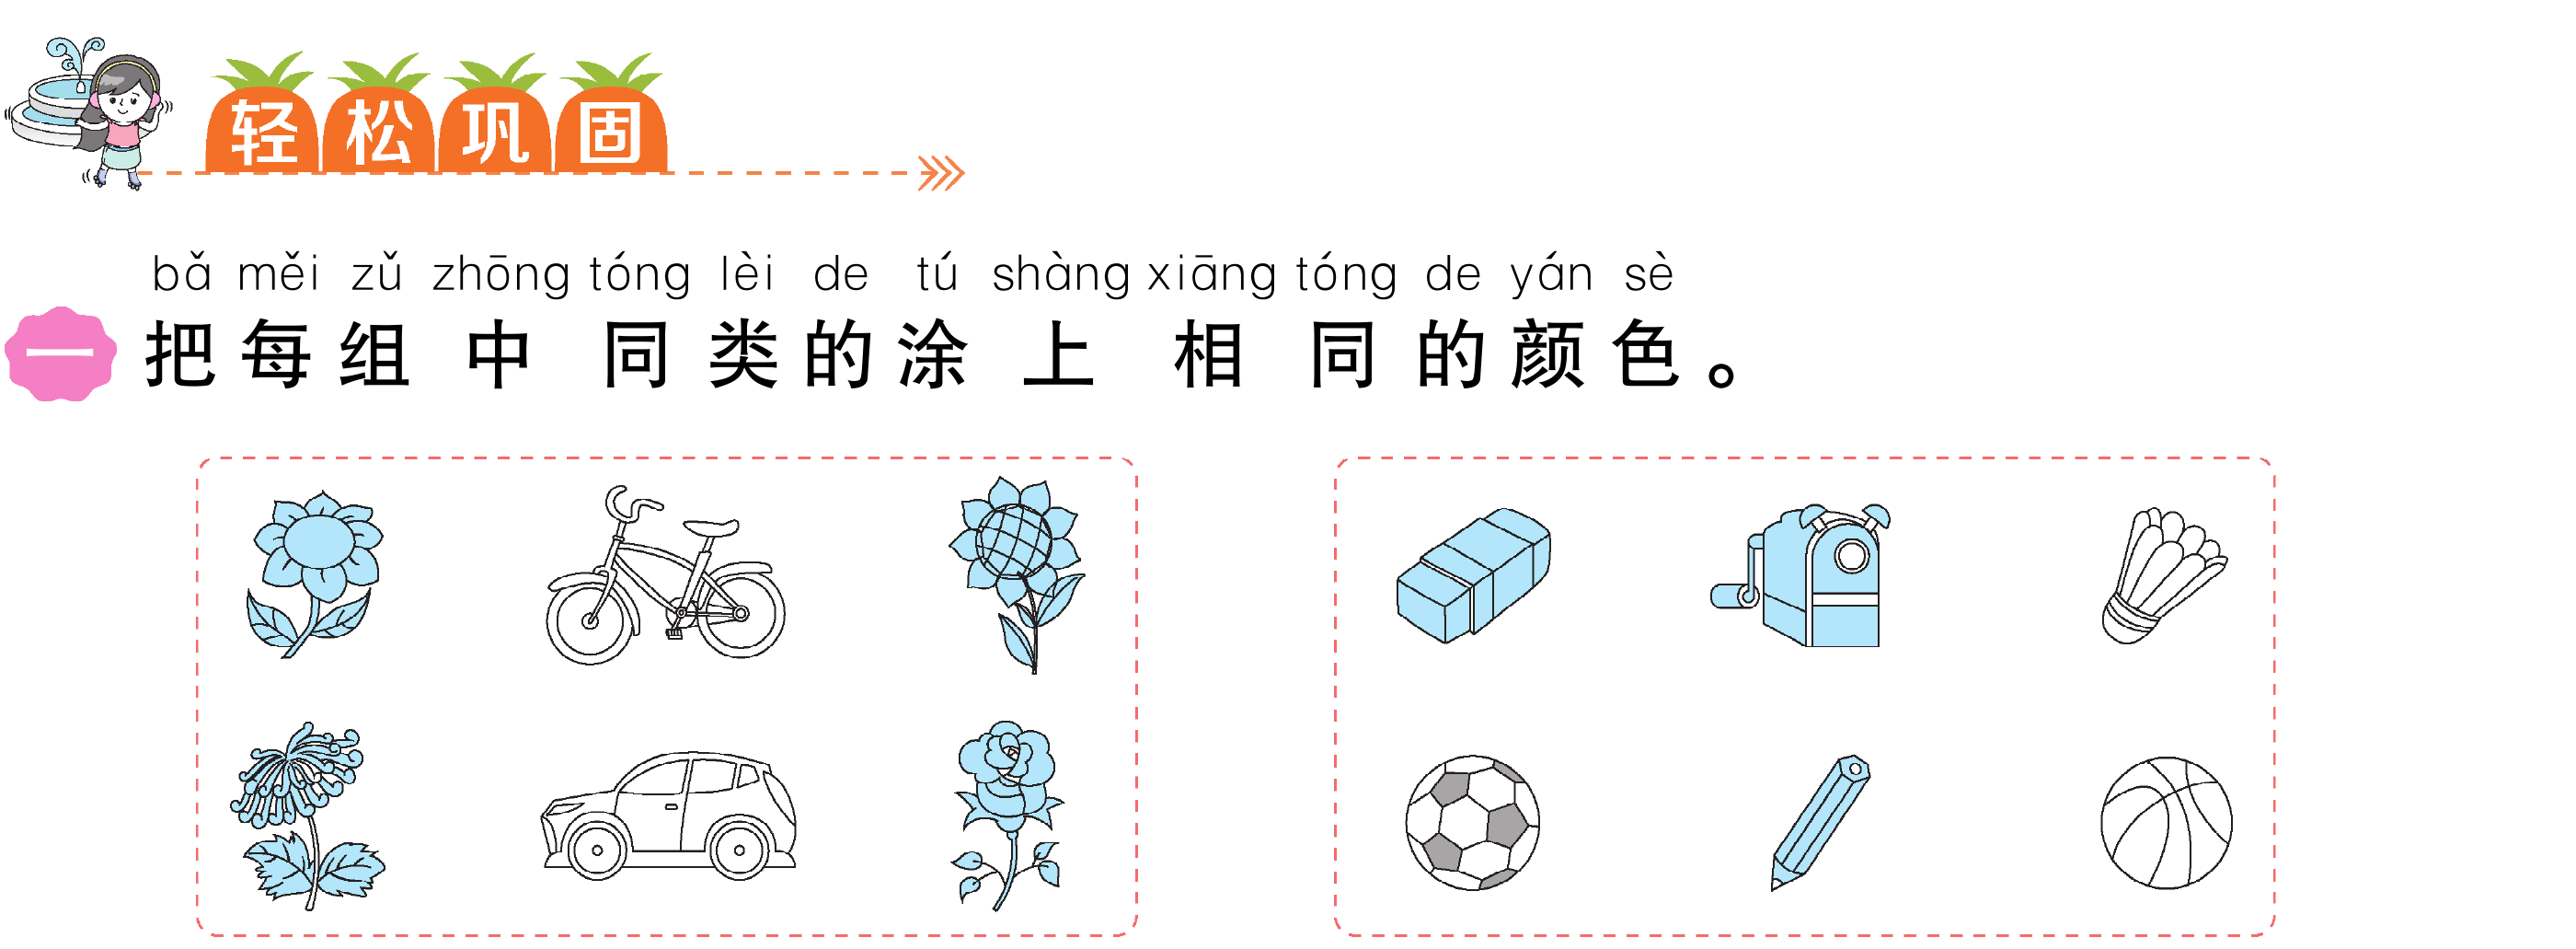 轻松巩固
bǎ měi zǔ zhōng tóng lèi de tú shàng xiāng tóng de yán sè
一 把每组中同类的涂上相同的颜色。